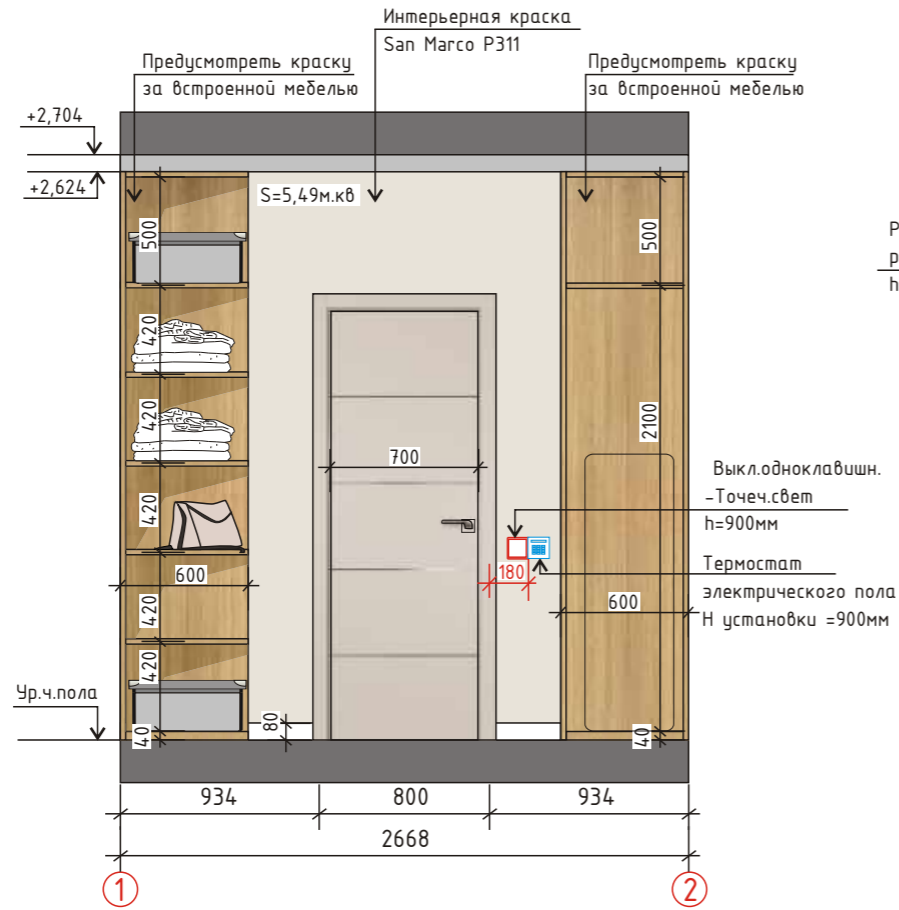 Интерьерная краска
San Marco P311
Предусмотреть краску
за встроенной мебелью
Предусмотреть краску
за встроенной мебелью
+2,704
+2,624
S=5,49м.кв
500
500
Р
р
h
420
420
2100
700
Выкл.одноклавишн.
-Точеч.свет
h=900мм
420
600
180
Термостат
электрического пола
Н установки =900мм
600
420
420
Ур.ч.пола
80
40
40
934
800
934
2668
1
2